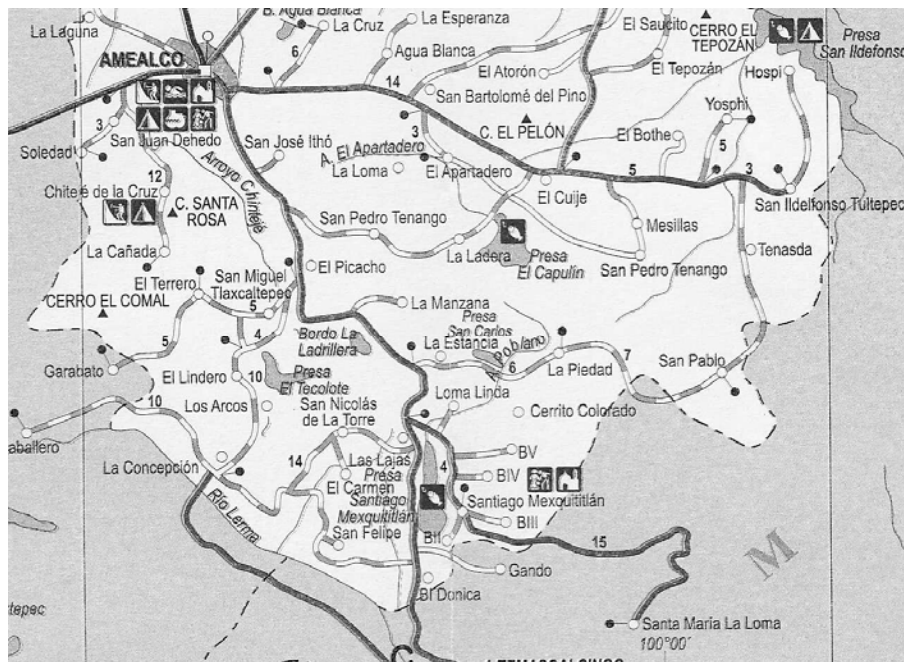 La Laguna
AMEALCO
B. Agua Blanca
La Cruz
La Esperanza
6
Agua Blanca
14
El Atorón
San Bartolomé del Pino
El Saucito
CERRO EL
TEPOZÁN
El Tepozán
Presa
San Ildefonso
Hospi
Yosphi
C. EL PELÓN
El Bothe
5
3
Soledad
San Juan Dehedo
Arroyo Chintejé
San José Ithó
A. El Apartadero
3
La Loma
El Apartadero
El Cuije
5
3
San Ildefonso Tultepec
12
Chiteje de la Cruz
C. SANTA
ROSA
San Pedro Tenango
La Ladera
Presa
El Capulín
Mesillas
San Pedro Tenango
Tenasda
La Cañada
El Terrero
San Miguel
Tlaxcaltepec
El Picacho
CERRO EL COMAL
5
4
5
La Manzana
Presa
San Carlos
Bordo La
Ladrillera
La Estancia
Poblano
6
La Piedad
7
San Pablo
Garabato
El Lindero
10
Presa
El Tecolote
Loma Linda
Cerrito Colorado
10
Los Arcos
San Nicolás
de La Torre
aballero
La Concepción
14
Las Lajas
El Carmen
Presa
Santiago
Mexquititlán
4
BV
BIV
Santiago Mexquititlán
BIII
Río Lerma
San Felipe
BII
15
Gando
BI Donica
M
tepec
Santa Maria La Loma
100°00'